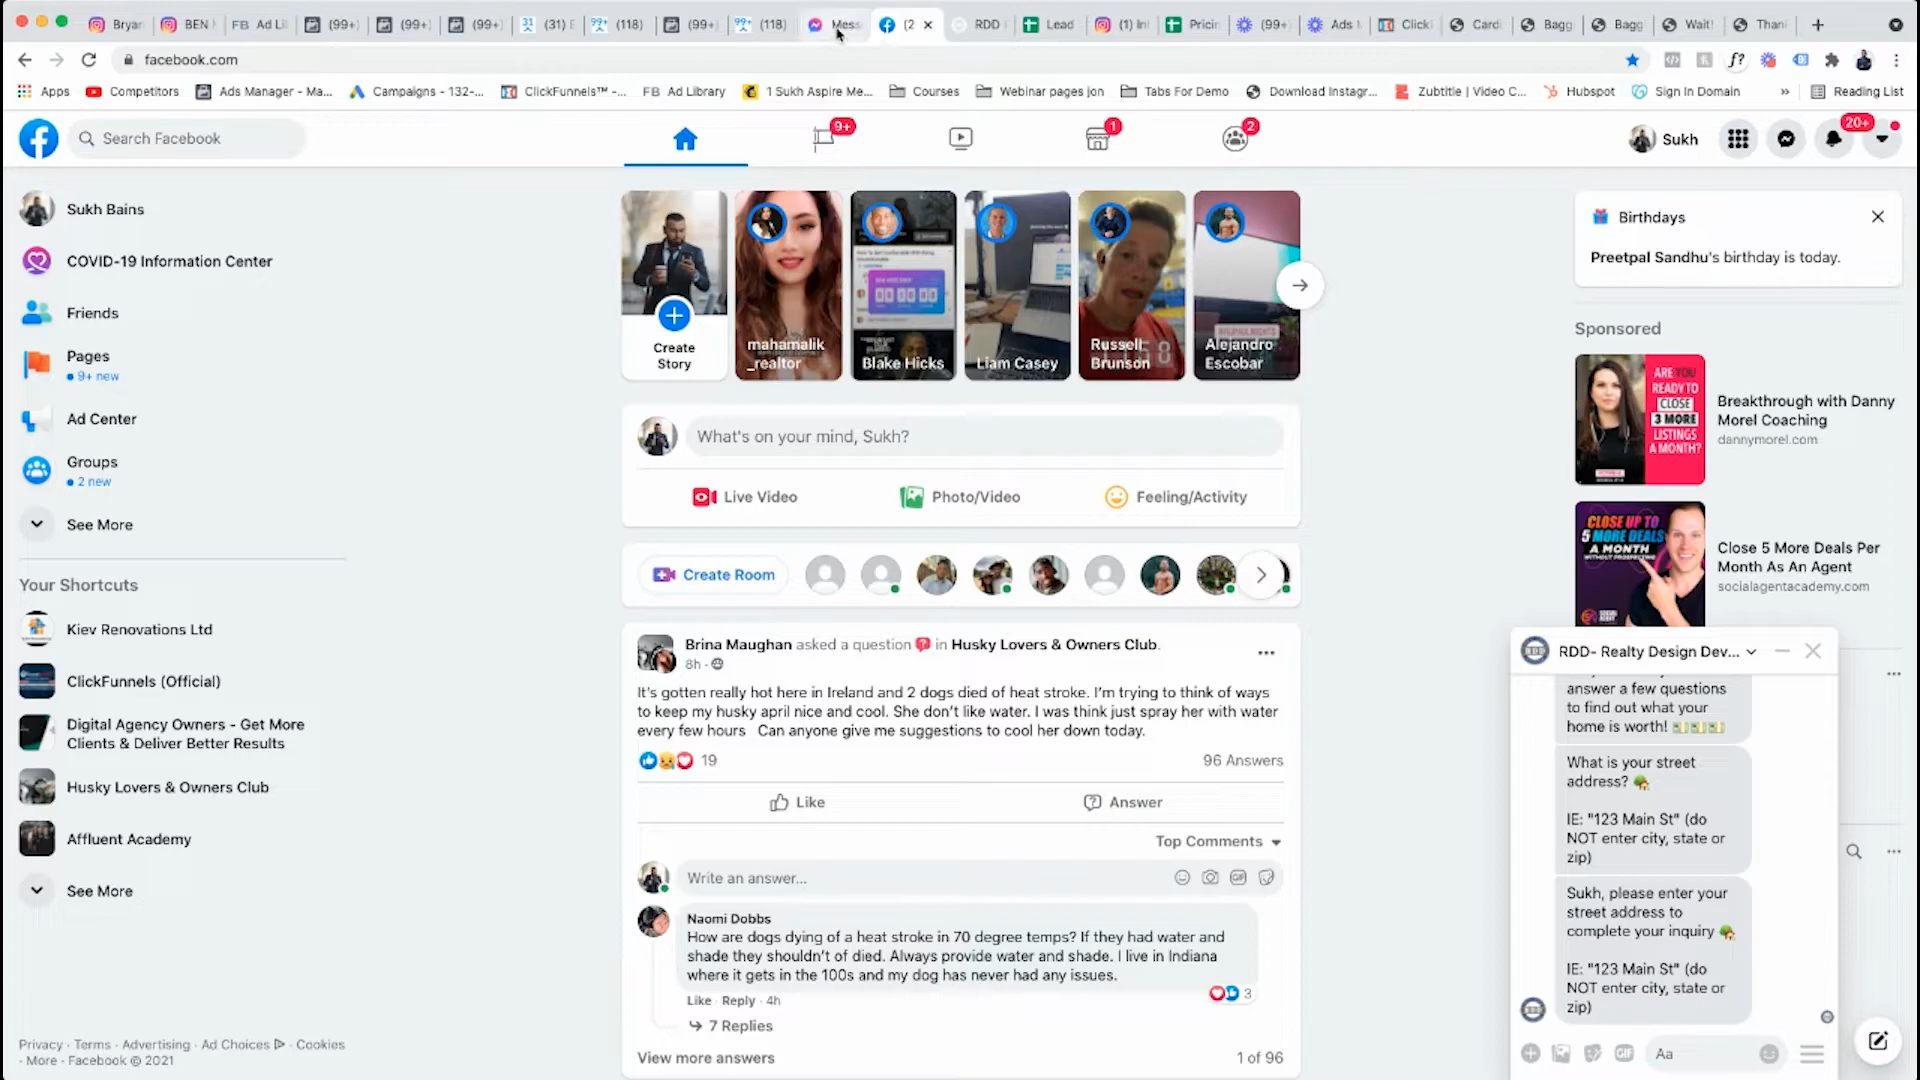 Bryan
BEN
FB Ad Li
(99+)
(99+)
(99+)
31 (31) E
99+ (118)
(99+)
99+ (118)
Mess
(2
RDD
Lead
(1) In
Pricin
(99+)
Ads
Click
Card
Bagg
Bagg
Wait!
Than
facebook.com
f?
Apps
Competitors
Ads Manager - Ma...
Campaigns - 132-...
ClickFunnels™ -...
FB Ad Library
1 Sukh Aspire Me...
Courses
Webinar pages jon
Tabs For Demo
Download Instagr...
Zubtitle | Video C...
Hubspot
Sign In Domain
»
Reading List
Search Facebook
9+
1
2
Sukh
20+
Sukh Bains
COVID-19 Information Center
Friends
Pages
9+ new
Ad Center
Groups
2 new
See More
Your Shortcuts
Kiev Renovations Ltd
ClickFunnels (Official)
Digital Agency Owners - Get More
Clients & Deliver Better Results
Husky Lovers & Owners Club
Affluent Academy
See More
Privacy · Terms · Advertising · Ad Choices · Cookies
· More · Facebook © 2021
Create
Story
mahamalik
_realtor
Blake Hicks
Liam Casey
Russell
Brunson
Alejandro
Escobar
What's on your mind, Sukh?
Live Video
Photo/Video
Feeling/Activity
Create Room
Brina Maughan asked a question in Husky Lovers & Owners Club.
8h ·
It's gotten really hot here in Ireland and 2 dogs died of heat stroke. I'm trying to think of ways
to keep my husky april nice and cool. She don't like water. I was think just spray her with water
every few hours Can anyone give me suggestions to cool her down today.
19
96 Answers
Like
Answer
Top Comments
Write an answer...
GIF
Naomi Dobbs
How are dogs dying of a heat stroke in 70 degree temps? If they had water and
shade they shouldn't of died. Always provide water and shade. I live in Indiana
where it gets in the 100s and my dog has never had any issues.
3
Like · Reply · 4h
7 Replies
View more answers
1 of 96
Birthdays
Preetpal Sandhu's birthday is today.
Sponsored
ARE YOU
READY TO
CLOSE
3 MORE
LISTINGS
A MONTH?
Breakthrough with Danny
Morel Coaching
dannymorel.com
CLOSE UP TO
5 MORE DEALS
A MONTH
WITHOUT PROSPECTING
Close 5 More Deals Per
Month As An Agent
socialagentacademy.com
RDD- Realty Design Dev...
answer a few questions
to find out what your
home is worth!
What is your street
address?
IE: "123 Main St" (do
NOT enter city, state or
zip)
Sukh, please enter your
street address to
complete your inquiry
IE: "123 Main St" (do
NOT enter city, state or
zip)
GIF
Aa